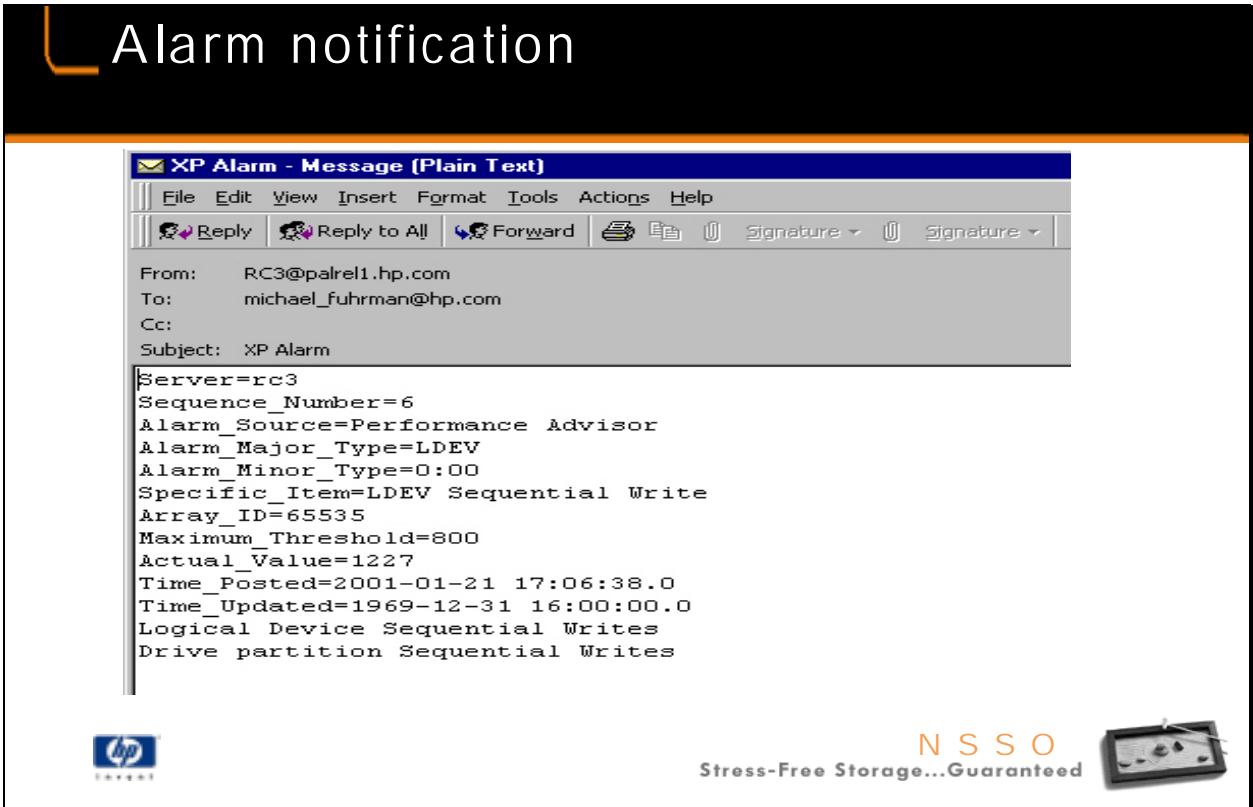 Alarm notification
XP Alarm - Message (Plain Text)
File Edit View Insert Format Tools Actions Help
Reply Reply to All Forward Signature Signature
From: RC3@palrel1.hp.com
To: michael_fuhrman@hp.com
Cc:
Subject: XP Alarm
Server=rc3
Sequence_Number=6
Alarm_Source=Performance Advisor
Alarm_Major_Type=LDEV
Alarm_Minor_Type=0:00
Specific_Item=LDEV Sequential Write
Array_ID=65535
Maximum_Threshold=800
Actual_Value=1227
Time_Posted=2001-01-21 17:06:38.0
Time_Updated=1969-12-31 16:00:00.0
Logical Device Sequential Writes
Drive partition Sequential Writes
hp
invent
NSSO
Stress-Free Storage...Guaranteed